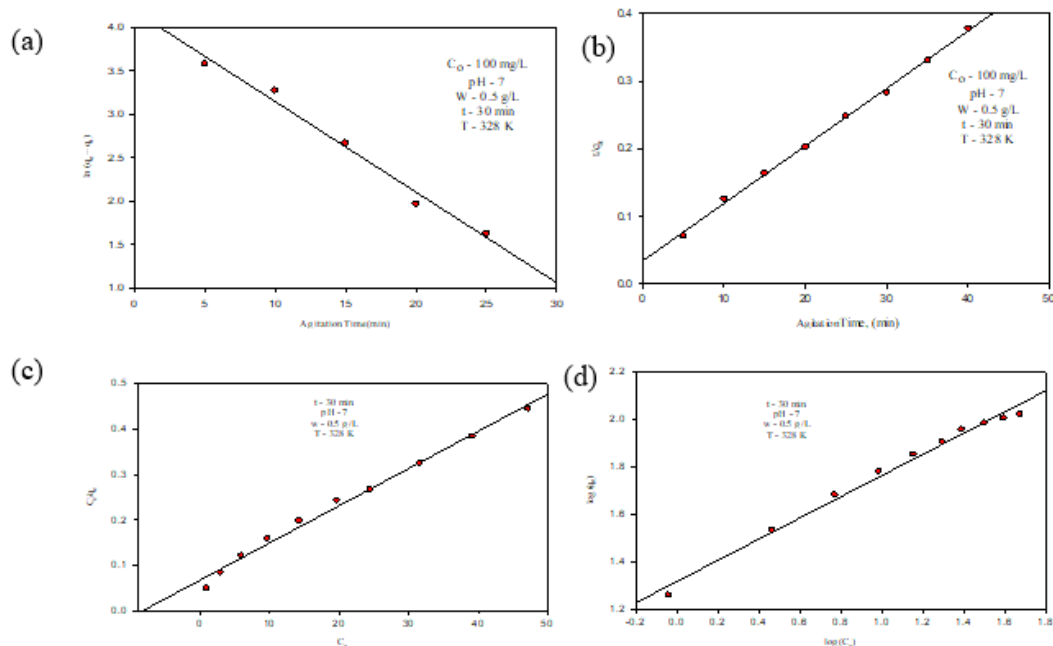 (a)
4.0
3.5
3.0
2.5
2.0
1.5
1.0
0
5
10
15
20
25
30
Agitation Time(min)
C_O - 100 mg/L
pH - 7
W - 0.5 g/L
t - 30 min
T - 328 K
(b)
0.4
0.3
0.2
0.1
0.0
0
10
20
30
40
50
Agitation Time, (min)
C_O - 100 mg/L
pH - 7
W - 0.5 g/L
t - 30 min
T - 328 K
(c)
0.5
0.4
0.3
0.2
0.1
0.0
0
10
20
30
40
50
t - 30 min
pH - 7
w - 0.5 g/L
T - 328 K
(d)
2.2
2.0
1.8
1.6
1.4
1.2
-0.2
0.0
0.2
0.4
0.6
0.8
1.0
1.2
1.4
1.6
1.8
t - 30 min
pH - 7
w - 0.5 g/L
T - 328 K